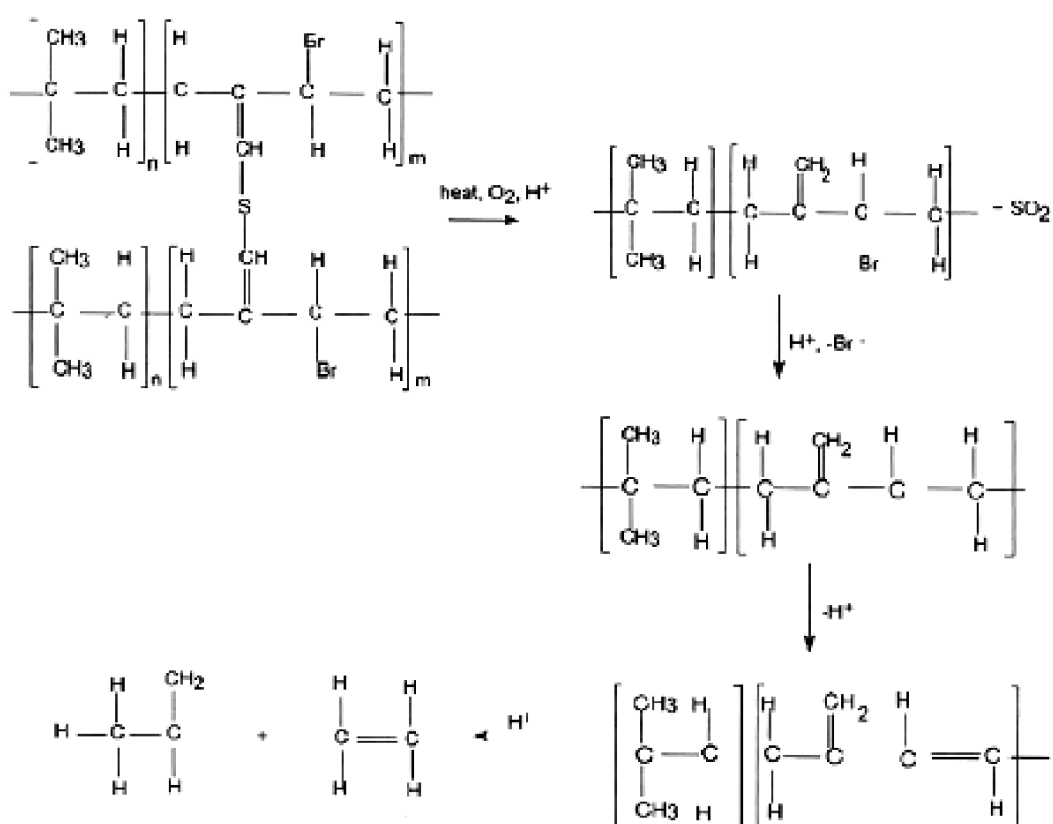 CH3 H H Br H
C C C C C C
CH3 H H CH H H
n m
S
heat, O2, H+
CH3 H H CH CH H H
C C C C C C
CH3 H H Br H
n m
CH3 H H CH2 H H
C C C C C C
CH3 H H Br H
- SO2
H+, -Br -
CH3 H H CH2 H H
C C C C C C
CH3 H H H
-H+
CH3 H H CH2 H
C C C C C C
CH3 H H H
H CH2 H H
H C C + C C
H H H H